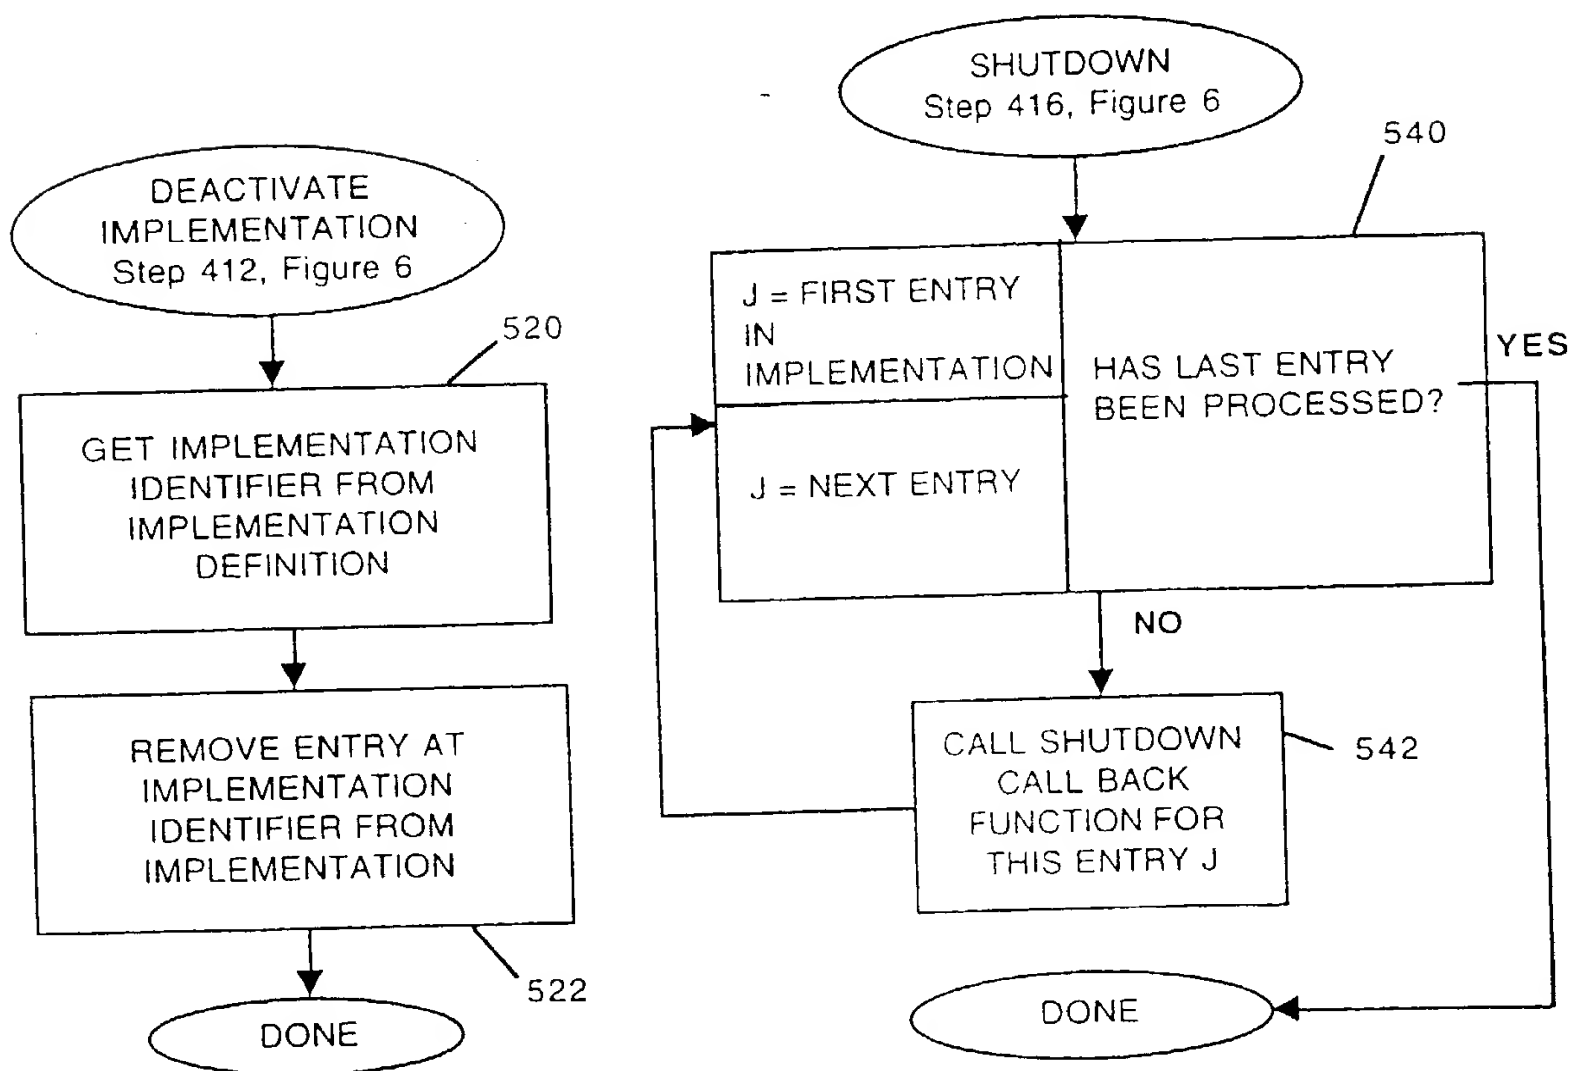 DEACTIVATE
IMPLEMENTATION
Step 412, Figure 6
520
GET IMPLEMENTATION
IDENTIFIER FROM
IMPLEMENTATION
DEFINITION
REMOVE ENTRY AT
IMPLEMENTATION
IDENTIFIER FROM
IMPLEMENTATION
522
DONE
SHUTDOWN
Step 416, Figure 6
540
J = FIRST ENTRY
IN
IMPLEMENTATION
J = NEXT ENTRY
HAS LAST ENTRY
BEEN PROCESSED?
YES
NO
CALL SHUTDOWN
CALL BACK
FUNCTION FOR
THIS ENTRY J
542
DONE